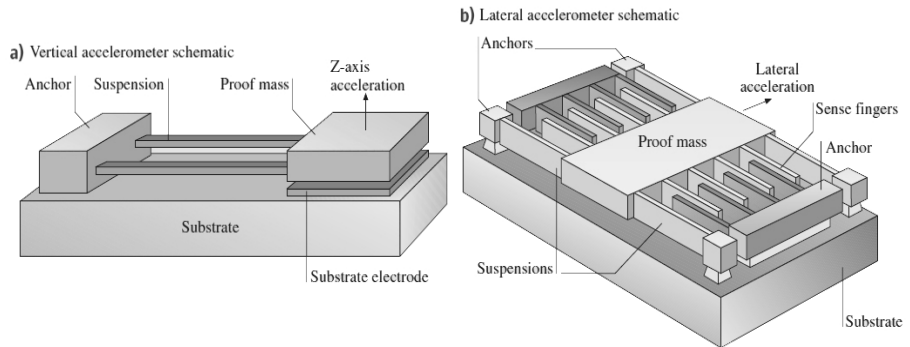 a) Vertical accelerometer schematic
Anchor
Suspension
Proof mass
Z-axis
acceleration
Substrate
Substrate electrode
b) Lateral accelerometer schematic
Anchors
Lateral
acceleration
Sense fingers
Proof mass
Anchor
Suspensions
Substrate